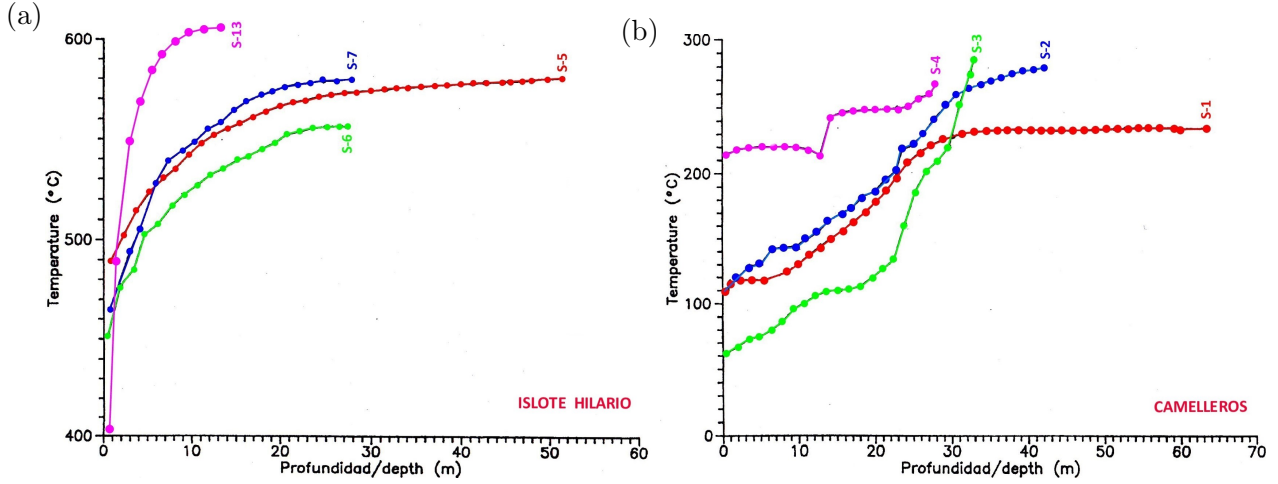 (a)
600
500
400
Temperature (°C)
S-13
S-7
S-5
S-6
ISLOTE HILARIO
0 10 20 30 40 50 60
Profundidad/depth (m)
(b)
300
200
100
0
Temperature (°C)
S-4
S-3
S-2
S-1
CAMELLEROS
0 10 20 30 40 50 60 70
Profundidad/depth (m)